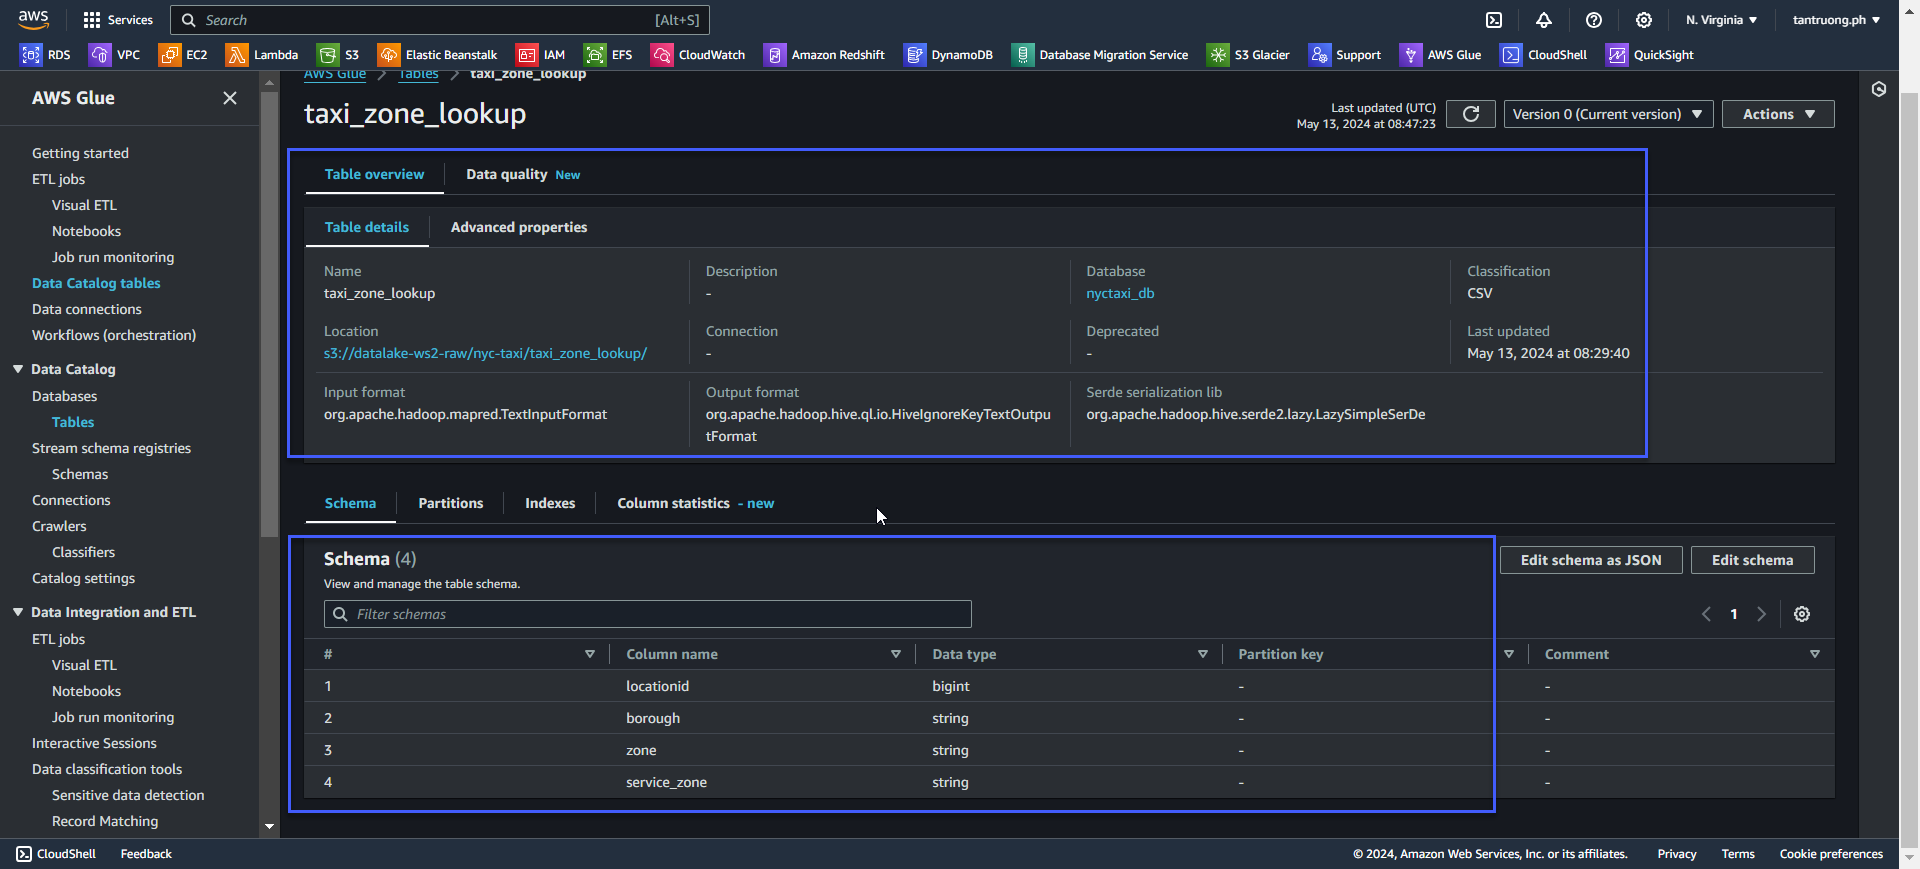 aws
Services
Search
[Alt+S]
N. Virginia
tantruong.ph
RDS
VPC
EC2
Lambda
S3
Elastic Beanstalk
IAM
EFS
CloudWatch
Amazon Redshift
DynamoDB
Database Migration Service
S3 Glacier
Support
AWS Glue
CloudShell
QuickSight
AWS Glue
Getting started
ETL jobs
Visual ETL
Notebooks
Job run monitoring
Data Catalog tables
Data connections
Workflows (orchestration)
Data Catalog
Databases
Tables
Stream schema registries
Schemas
Connections
Crawlers
Classifiers
Catalog settings
Data Integration and ETL
ETL jobs
Visual ETL
Notebooks
Job run monitoring
Interactive Sessions
Data classification tools
Sensitive data detection
Record Matching
AWS Glue > Tables > taxi_zone_lookup
taxi_zone_lookup
Last updated (UTC)
May 13, 2024 at 08:47:23
Version 0 (Current version)
Actions
Table overview
Data quality New
Table details
Advanced properties
Name
taxi_zone_lookup
Description
-
Database
nyctaxi_db
Classification
CSV
Location
s3://datalake-ws2-raw/nyc-taxi/taxi_zone_lookup/
Connection
-
Deprecated
-
Last updated
May 13, 2024 at 08:29:40
Input format
org.apache.hadoop.mapred.TextInputFormat
Output format
org.apache.hadoop.hive.ql.io.HiveIgnoreKeyTextOutpu
tFormat
Serde serialization lib
org.apache.hadoop.hive.serde2.lazy.LazySimpleSerDe
Schema
Partitions
Indexes
Column statistics - new
Schema (4)
View and manage the table schema.
Edit schema as JSON
Edit schema
Filter schemas
1
# Column name Data type Partition key Comment
1 locationid bigint - -
2 borough string - -
3 zone string - -
4 service_zone string - -
CloudShell
Feedback
© 2024, Amazon Web Services, Inc. or its affiliates.
Privacy
Terms
Cookie preferences